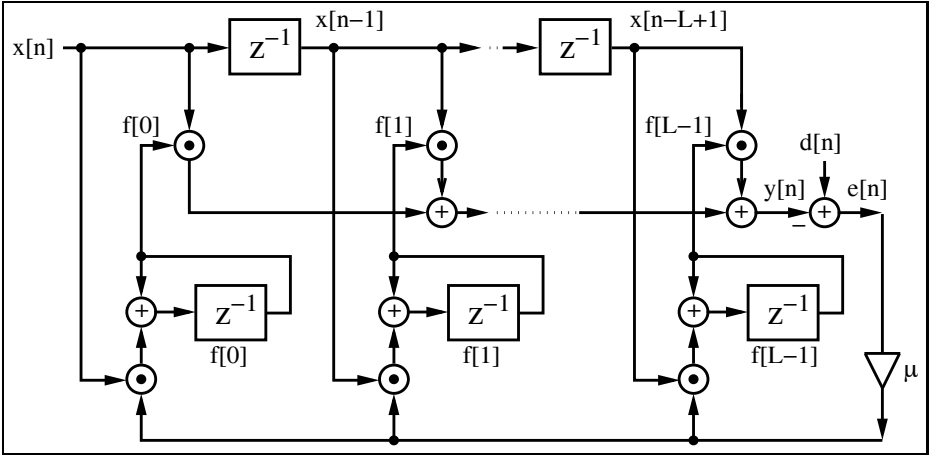 x[n]
z⁻¹
x[n−1]
z⁻¹
x[n−L+1]
f[0]
f[1]
f[L−1]
d[n]
+
+
y[n]
−
+
e[n]
+
z⁻¹
f[0]
+
z⁻¹
f[1]
+
z⁻¹
f[L−1]
μ